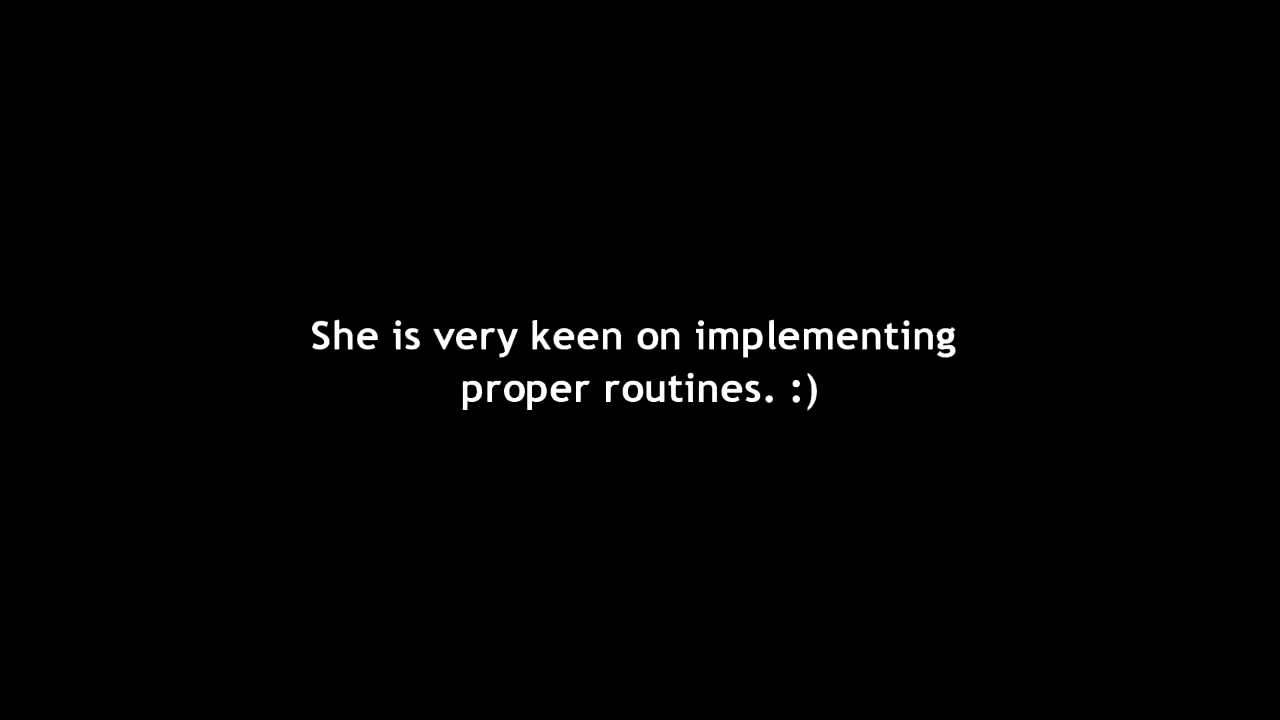 She is very keen on implementing
proper routines. :)